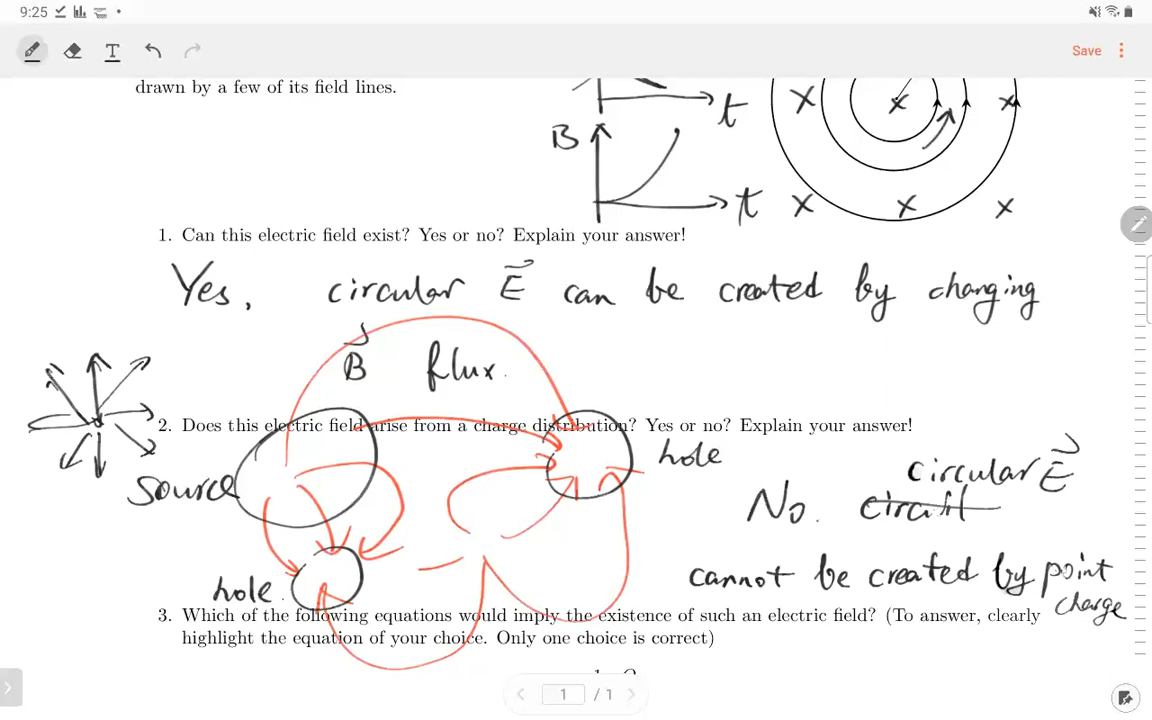 9:25
T
Save
drawn by a few of its field lines.
t
B
t
X X
X X X
1. Can this electric field exist? Yes or no? Explain your answer!
Yes, circular E can be created by changing
B flux.
2. Does this electric field arise from a charge distribution? Yes or no? Explain your answer!
source
hole
hole
No. circuit circular E
cannot be created by point
charge
3. Which of the following equations would imply the existence of such an electric field? (To answer, clearly
highlight the equation of your choice. Only one choice is correct)
1 / 1